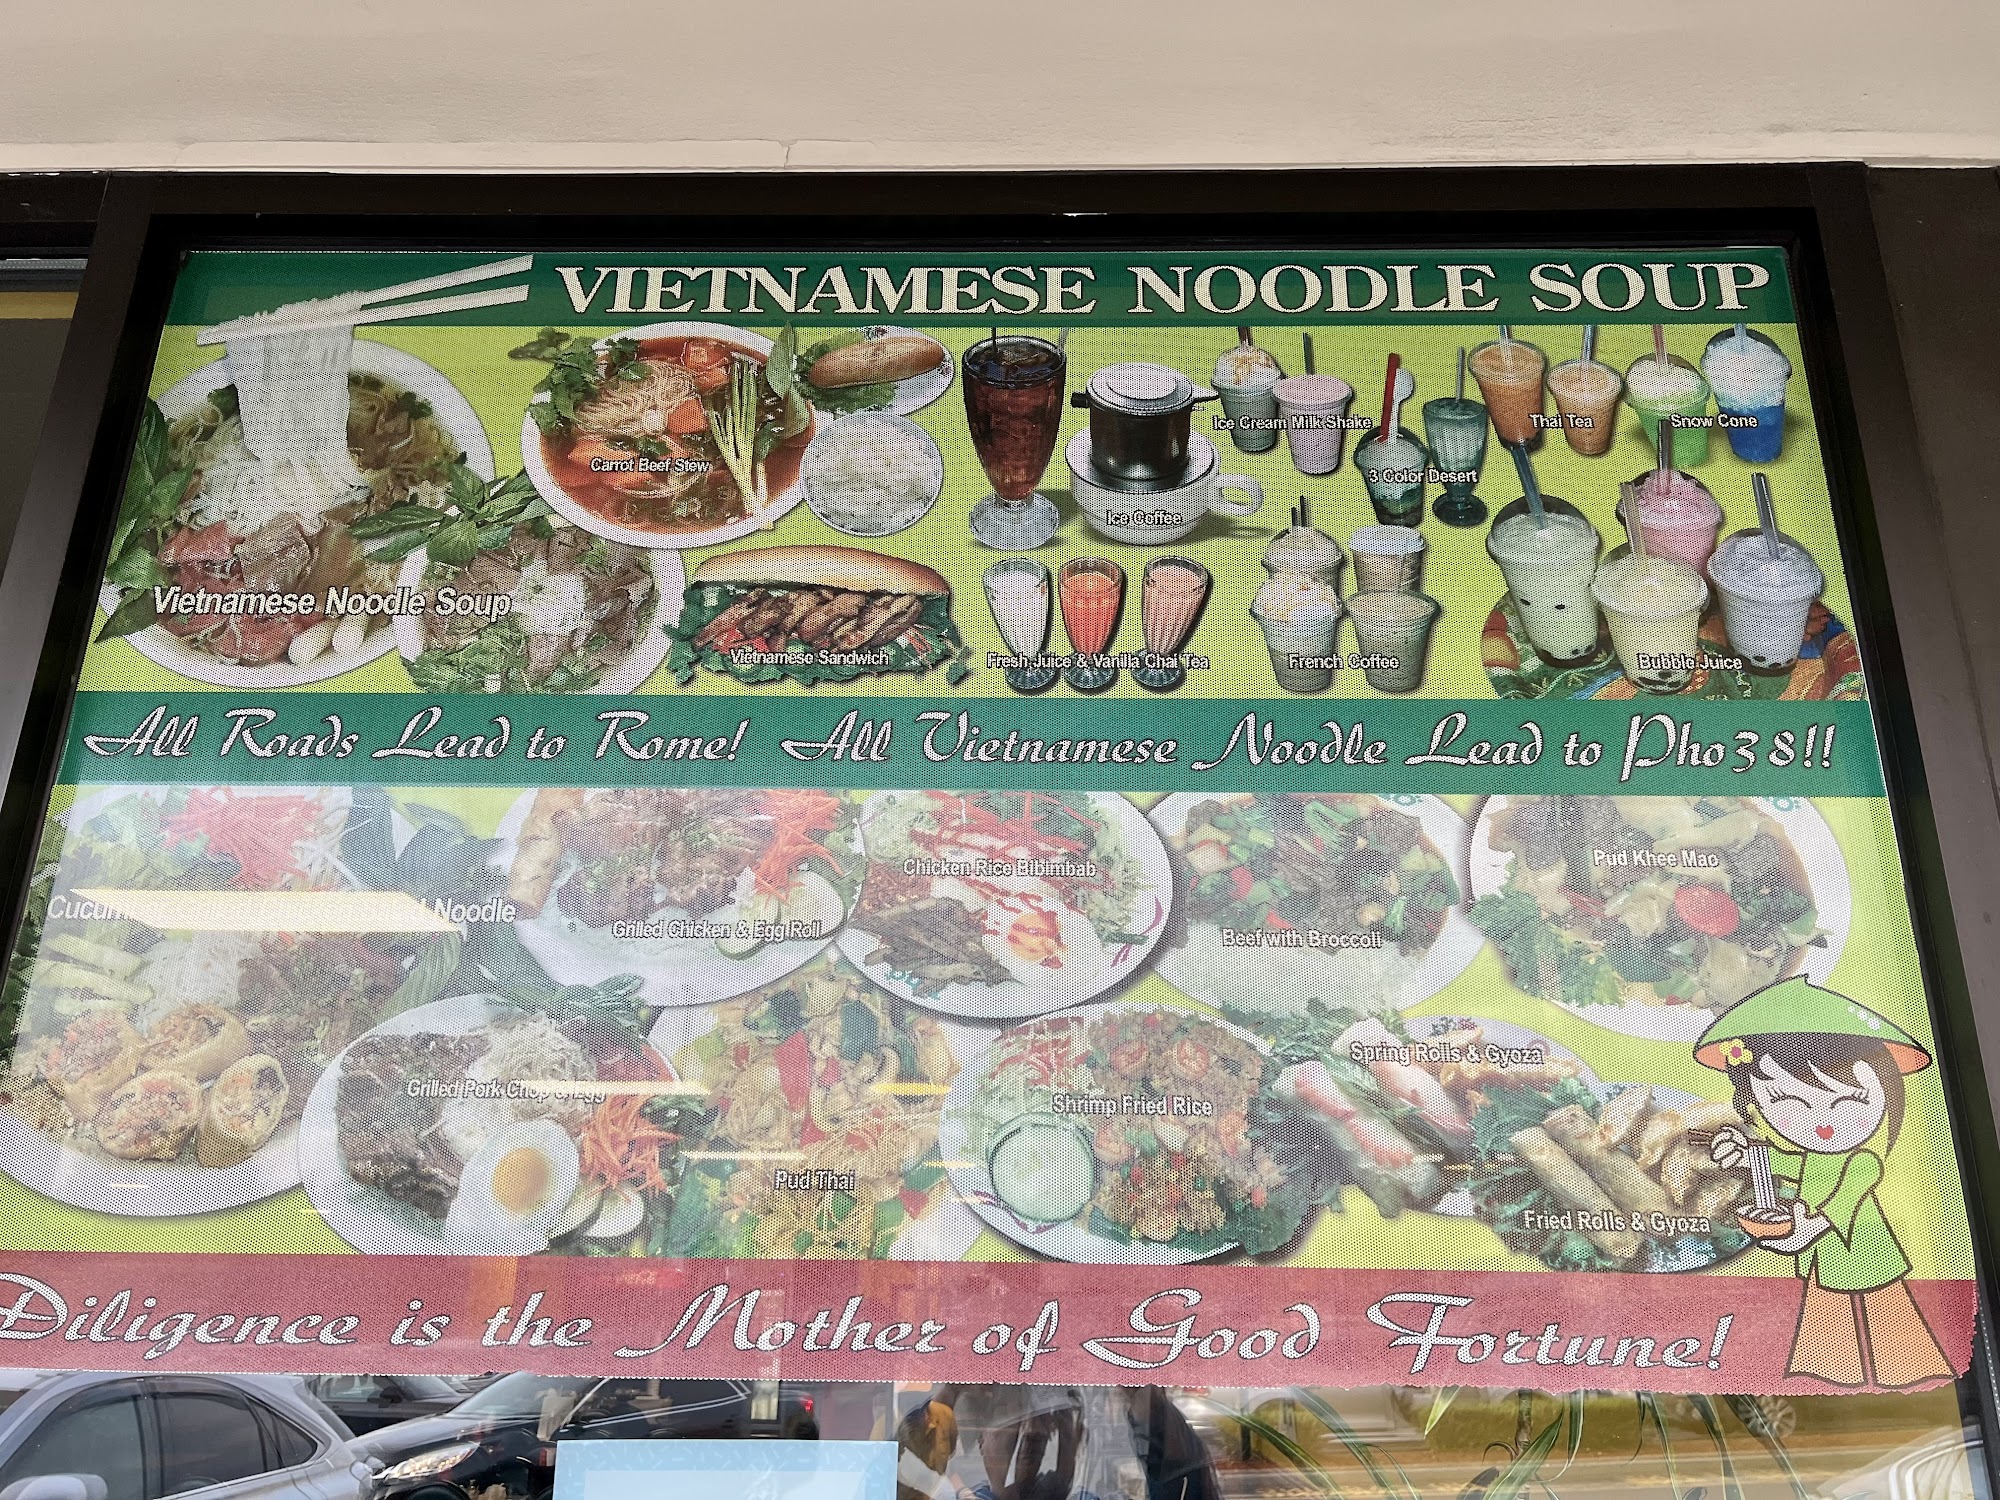 VIETNAMESE NOODLE SOUP
Carrot Beef Stew
Ice Coffee
Ice Cream Milk Shake
3 Color Desert
Thai Tea
Snow Cone
Vietnamese Noodle Soup
Vietnamese Sandwich
Fresh Juice & Vanilla Chai Tea
French Coffee
Bubble Juice
All Roads Lead to Rome! All Vietnamese Noodle Lead to Pho38!!
Noodle
Grilled Chicken & Egg Roll
Chicken Rice Bibimbab
Beef with Broccoli
Pud Khee Mao
Grilled Pork Chop & Egg
Pud Thai
Shrimp Fried Rice
Spring Rolls & Gyoza
Fried Rolls & Gyoza
Diligence is the Mother of Good Fortune!